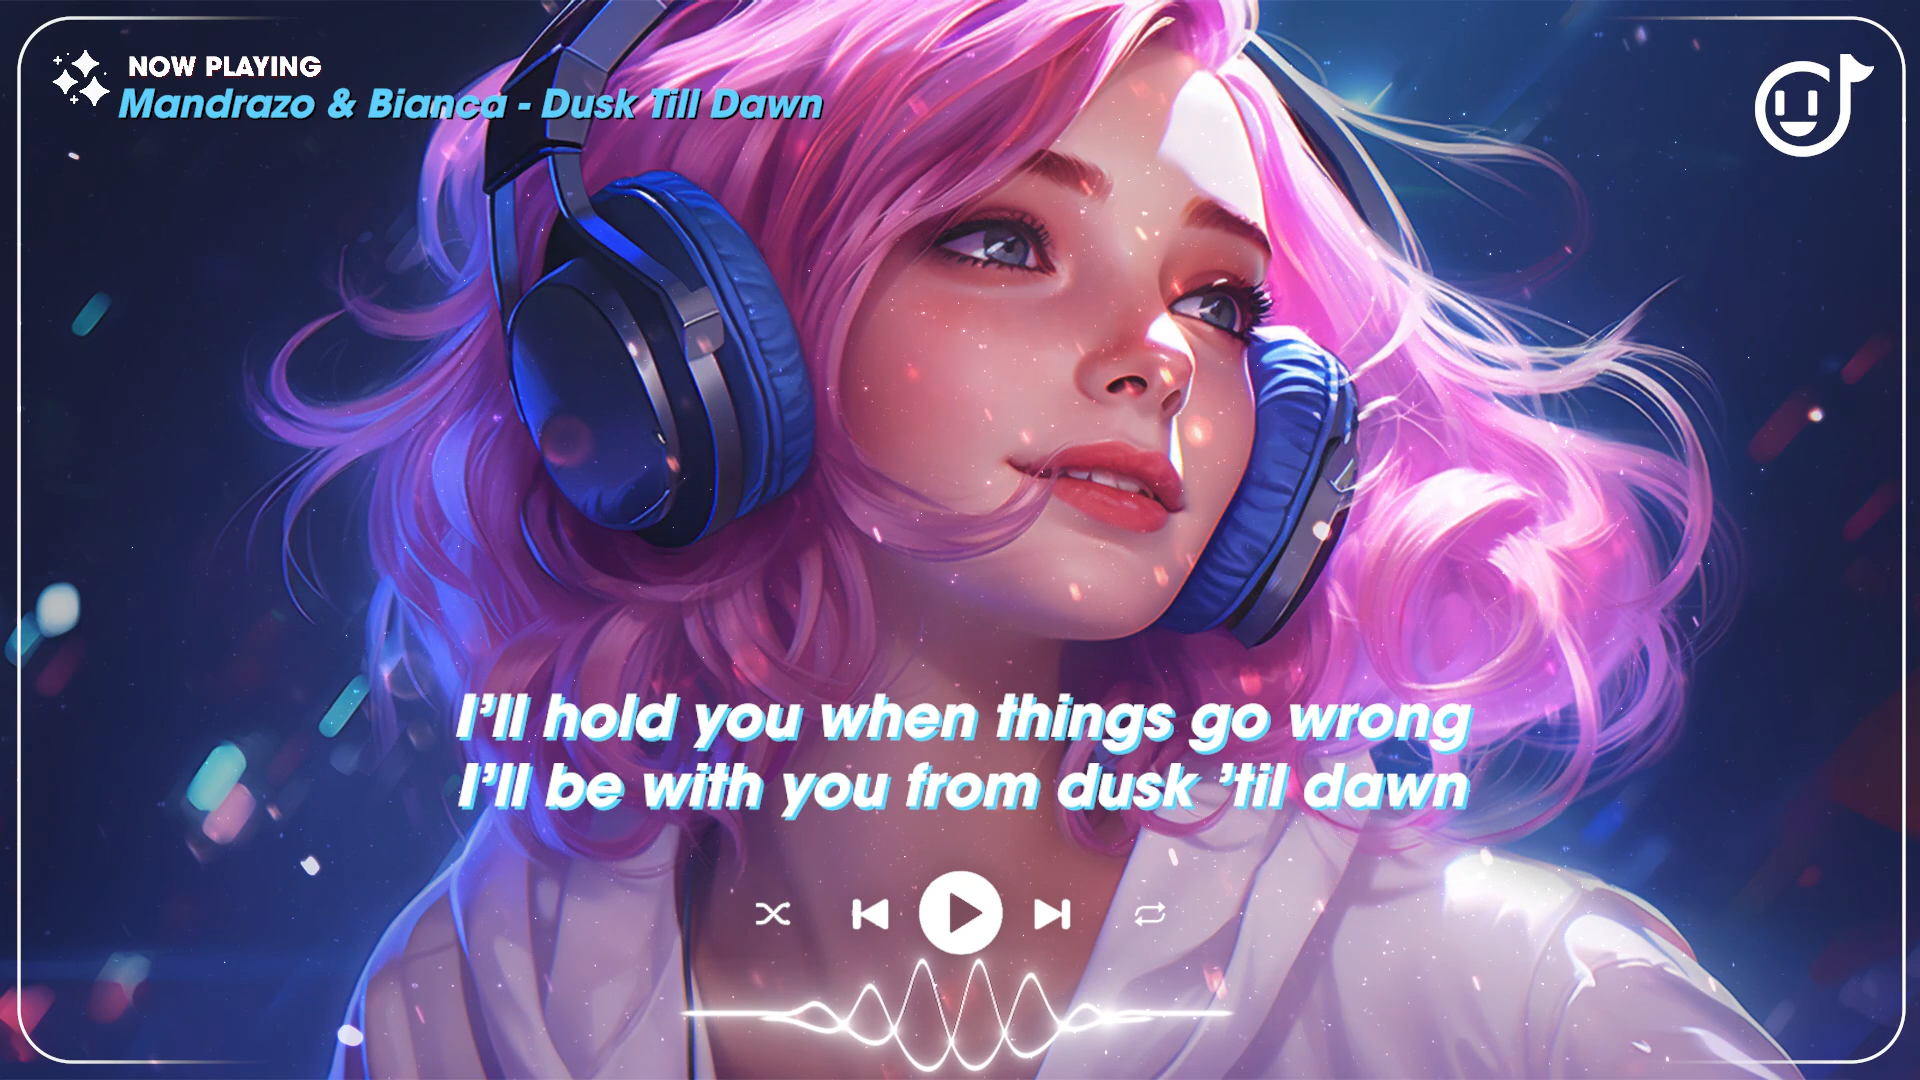 NOW PLAYING
Mandrazo & Bianca - Dusk Till Dawn
I’ll hold you when things go wrong
I’ll be with you from dusk ’til dawn